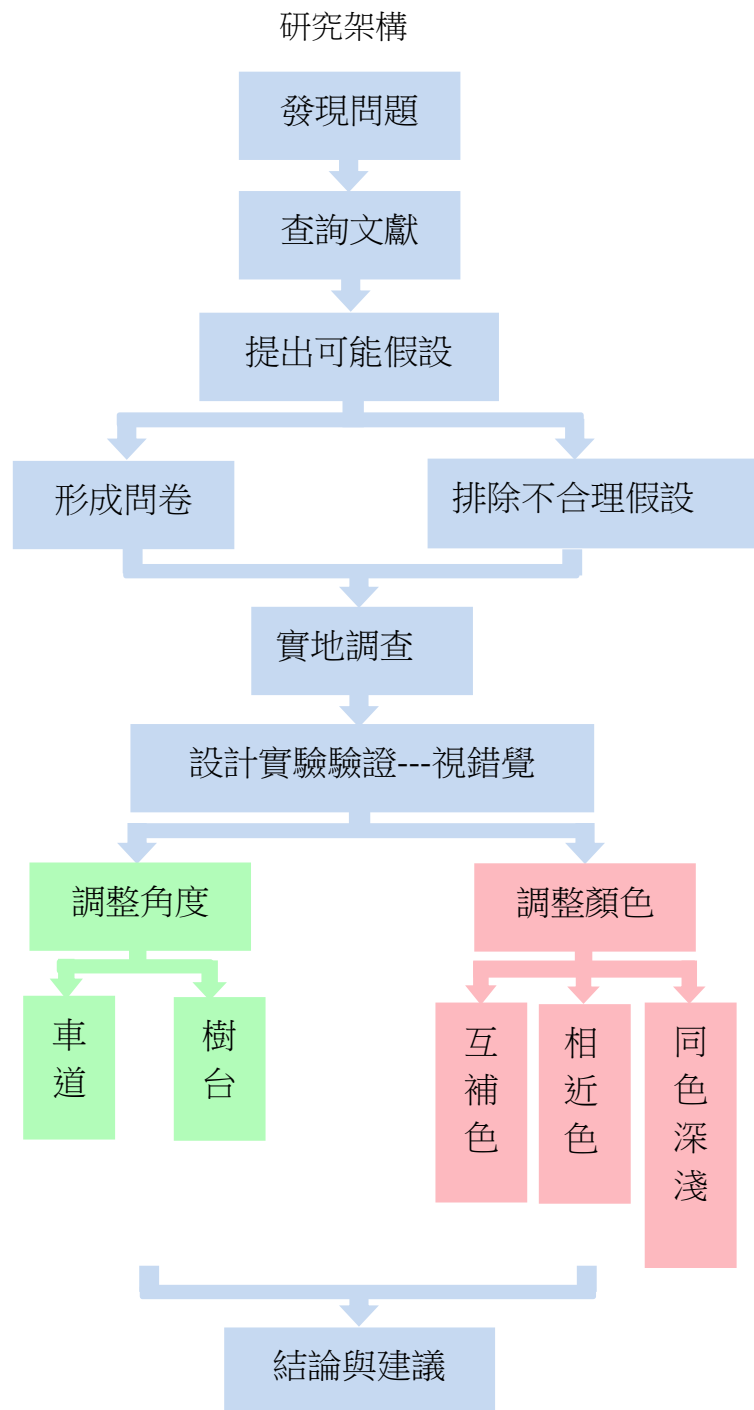 研究架構
發現問題
查詢文獻
提出可能假設
形成問卷
排除不合理假設
實地調查
設計實驗驗證---視錯覺
調整角度
調整顏色
車道
樹台
互補色
相近色
同色深淺
結論與建議